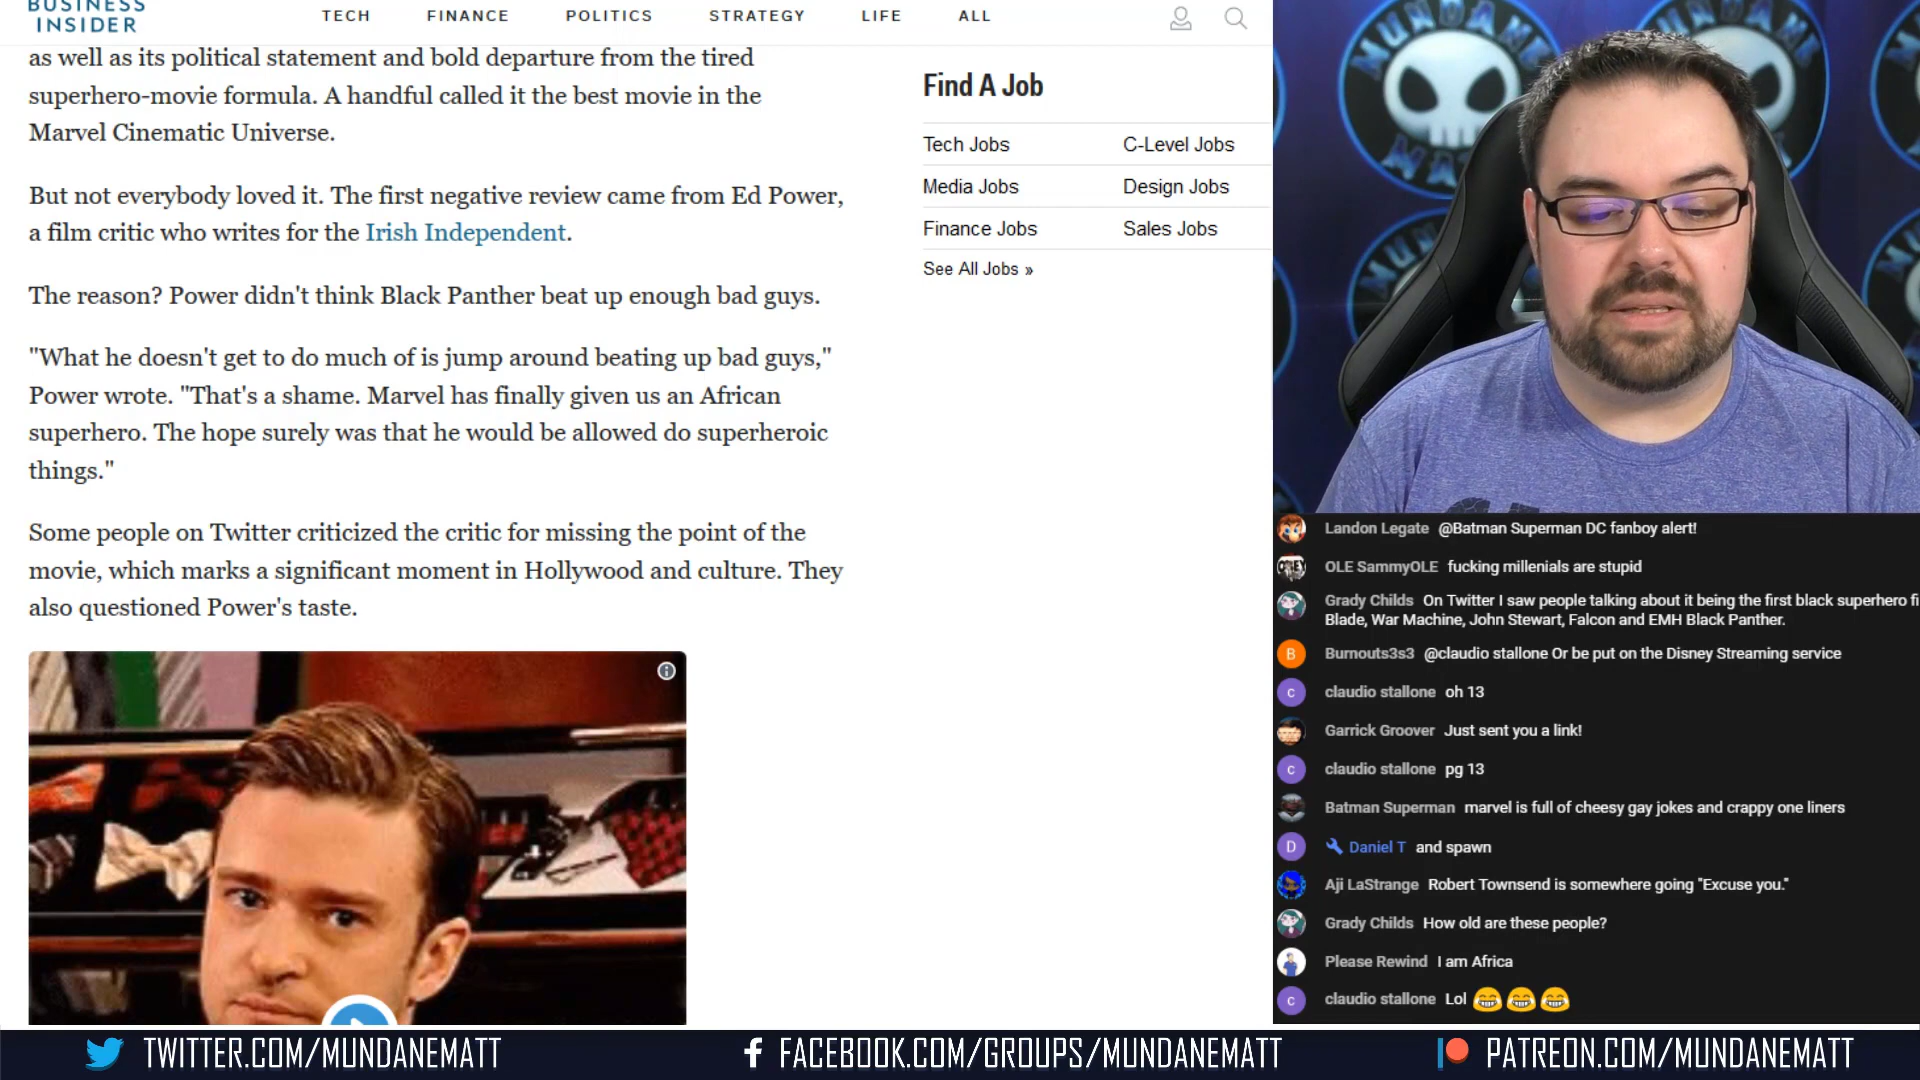 BUSINESS
INSIDER
TECH FINANCE POLITICS STRATEGY LIFE ALL
as well as its political statement and bold departure from the tired
superhero-movie formula. A handful called it the best movie in the
Marvel Cinematic Universe.
But not everybody loved it. The first negative review came from Ed Power,
a film critic who writes for the Irish Independent.
The reason? Power didn't think Black Panther beat up enough bad guys.
"What he doesn't get to do much of is jump around beating up bad guys,"
Power wrote. "That's a shame. Marvel has finally given us an African
superhero. The hope surely was that he would be allowed do superheroic
things."
Some people on Twitter criticized the critic for missing the point of the
movie, which marks a significant moment in Hollywood and culture. They
also questioned Power's taste.
Find A Job
Tech Jobs C-Level Jobs
Media Jobs Design Jobs
Finance Jobs Sales Jobs
See All Jobs »
MUNDANE
MATT
MUNDANE
Landon Legate @Batman Superman DC fanboy alert!
OLE SammyOLE fucking millenials are stupid
Grady Childs On Twitter I saw people talking about it being the first black superhero fi
Blade, War Machine, John Stewart, Falcon and EMH Black Panther.
B Burnouts3s3 @claudio stallone Or be put on the Disney Streaming service
c claudio stallone oh 13
Garrick Groover Just sent you a link!
c claudio stallone pg 13
Batman Superman marvel is full of cheesy gay jokes and crappy one liners
D Daniel T and spawn
Aji LaStrange Robert Townsend is somewhere going "Excuse you."
Grady Childs How old are these people?
Please Rewind I am Africa
c claudio stallone Lol 😂😂😂
TWITTER.COM/MUNDANEMATT
FACEBOOK.COM/GROUPS/MUNDANEMATT
PATREON.COM/MUNDANEMATT